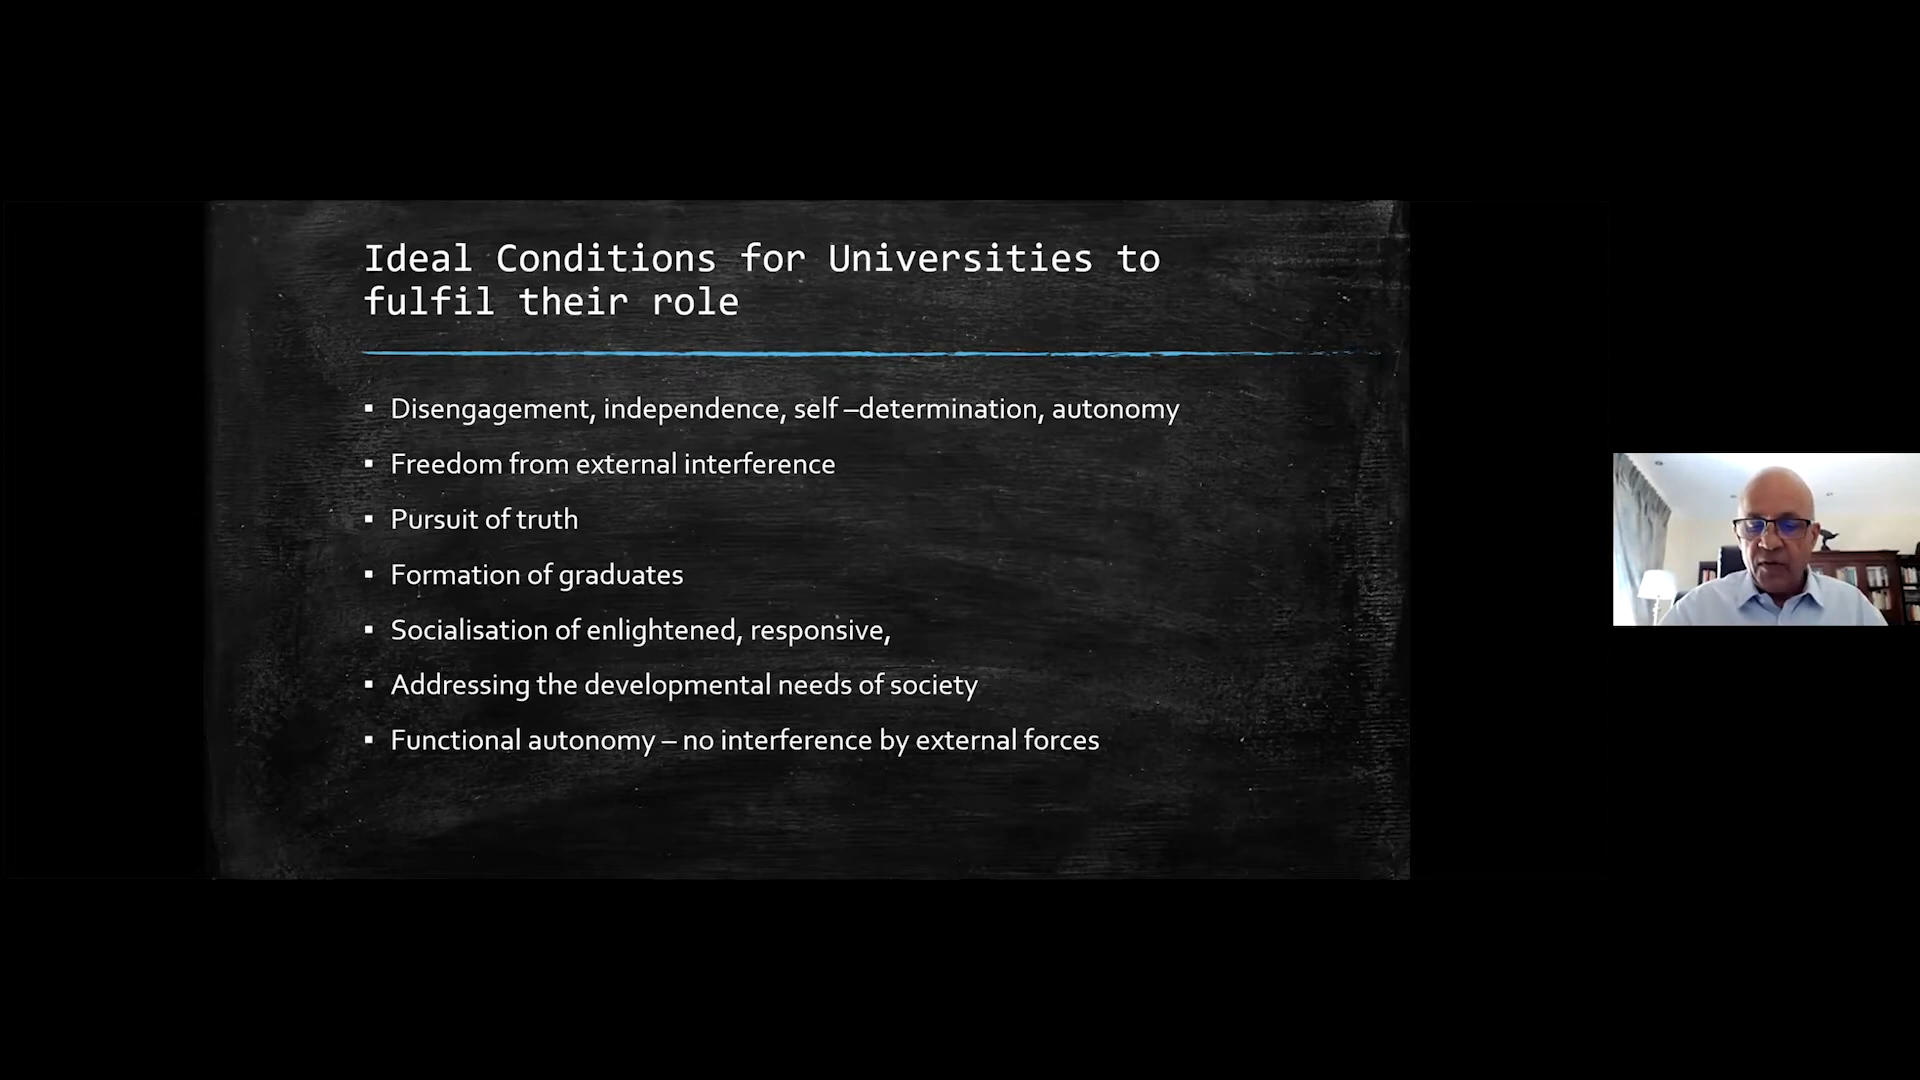 Ideal Conditions for Universities to
fulfil their role
▪ Disengagement, independence, self –determination, autonomy
▪ Freedom from external interference
▪ Pursuit of truth
▪ Formation of graduates
▪ Socialisation of enlightened, responsive,
▪ Addressing the developmental needs of society
▪ Functional autonomy – no interference by external forces